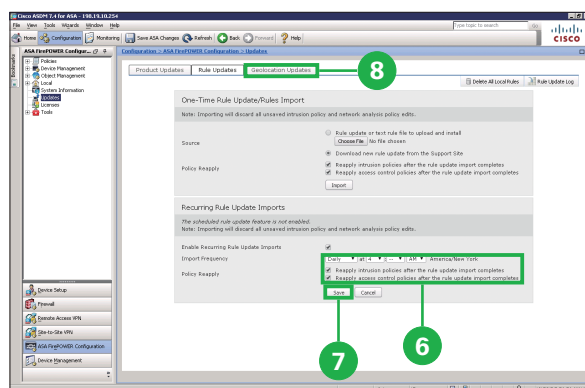 Cisco ASDM 7.4 for ASA - 198.19.10.254
File View Tools Wizards Window Help
Type topic to search Go
Home Configuration Monitoring Save ASA Changes Refresh Back Forward Help
CISCO
Bookmarks
ASA FirePOWER Configur...
Configuration > ASA FirePOWER Configuration > Updates
Policies
Device Management
Object Management
Local
System Information
Updates
Licenses
Tools
Product Updates Rule Updates Geolocation Updates
8
Delete All Local Rules Rule Update Log
One-Time Rule Update/Rules Import
Note: Importing will discard all unsaved intrusion policy and network analysis policy edits.
Source
Rule update or text rule file to upload and install
Choose File No file chosen
Download new rule update from the Support Site
Policy Reapply
Reapply intrusion policies after the rule update import completes
Reapply access control policies after the rule update import completes
Import
Recurring Rule Update Imports
The scheduled rule update feature is not enabled.
Note: Importing will discard all unsaved intrusion policy and network analysis policy edits.
Enable Recurring Rule Update Imports
Import Frequency
Daily at 4 : -- AM America/New York
Policy Reapply
Reapply intrusion policies after the rule update import completes
Reapply access control policies after the rule update import completes
Save Cancel
7
6
Device Setup
Firewall
Remote Access VPN
Site-to-Site VPN
ASA FirePOWER Configuration
Device Management